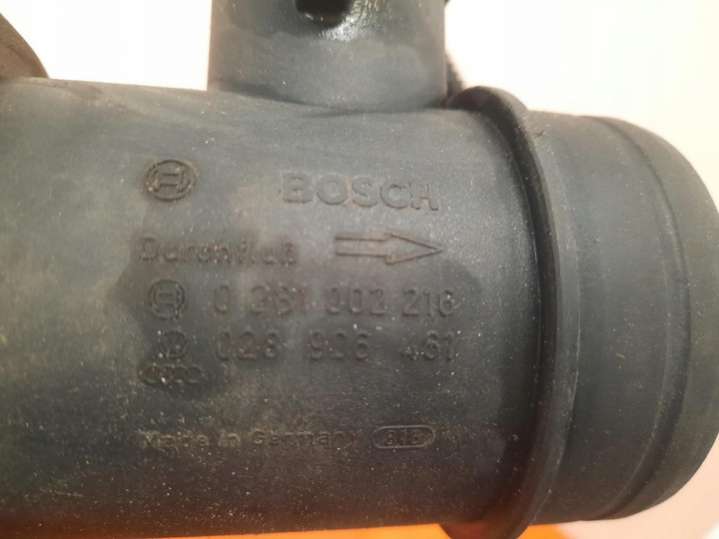 BOSCH
Durchfluß
0 281 002 216
028 906 461
Made in Germany